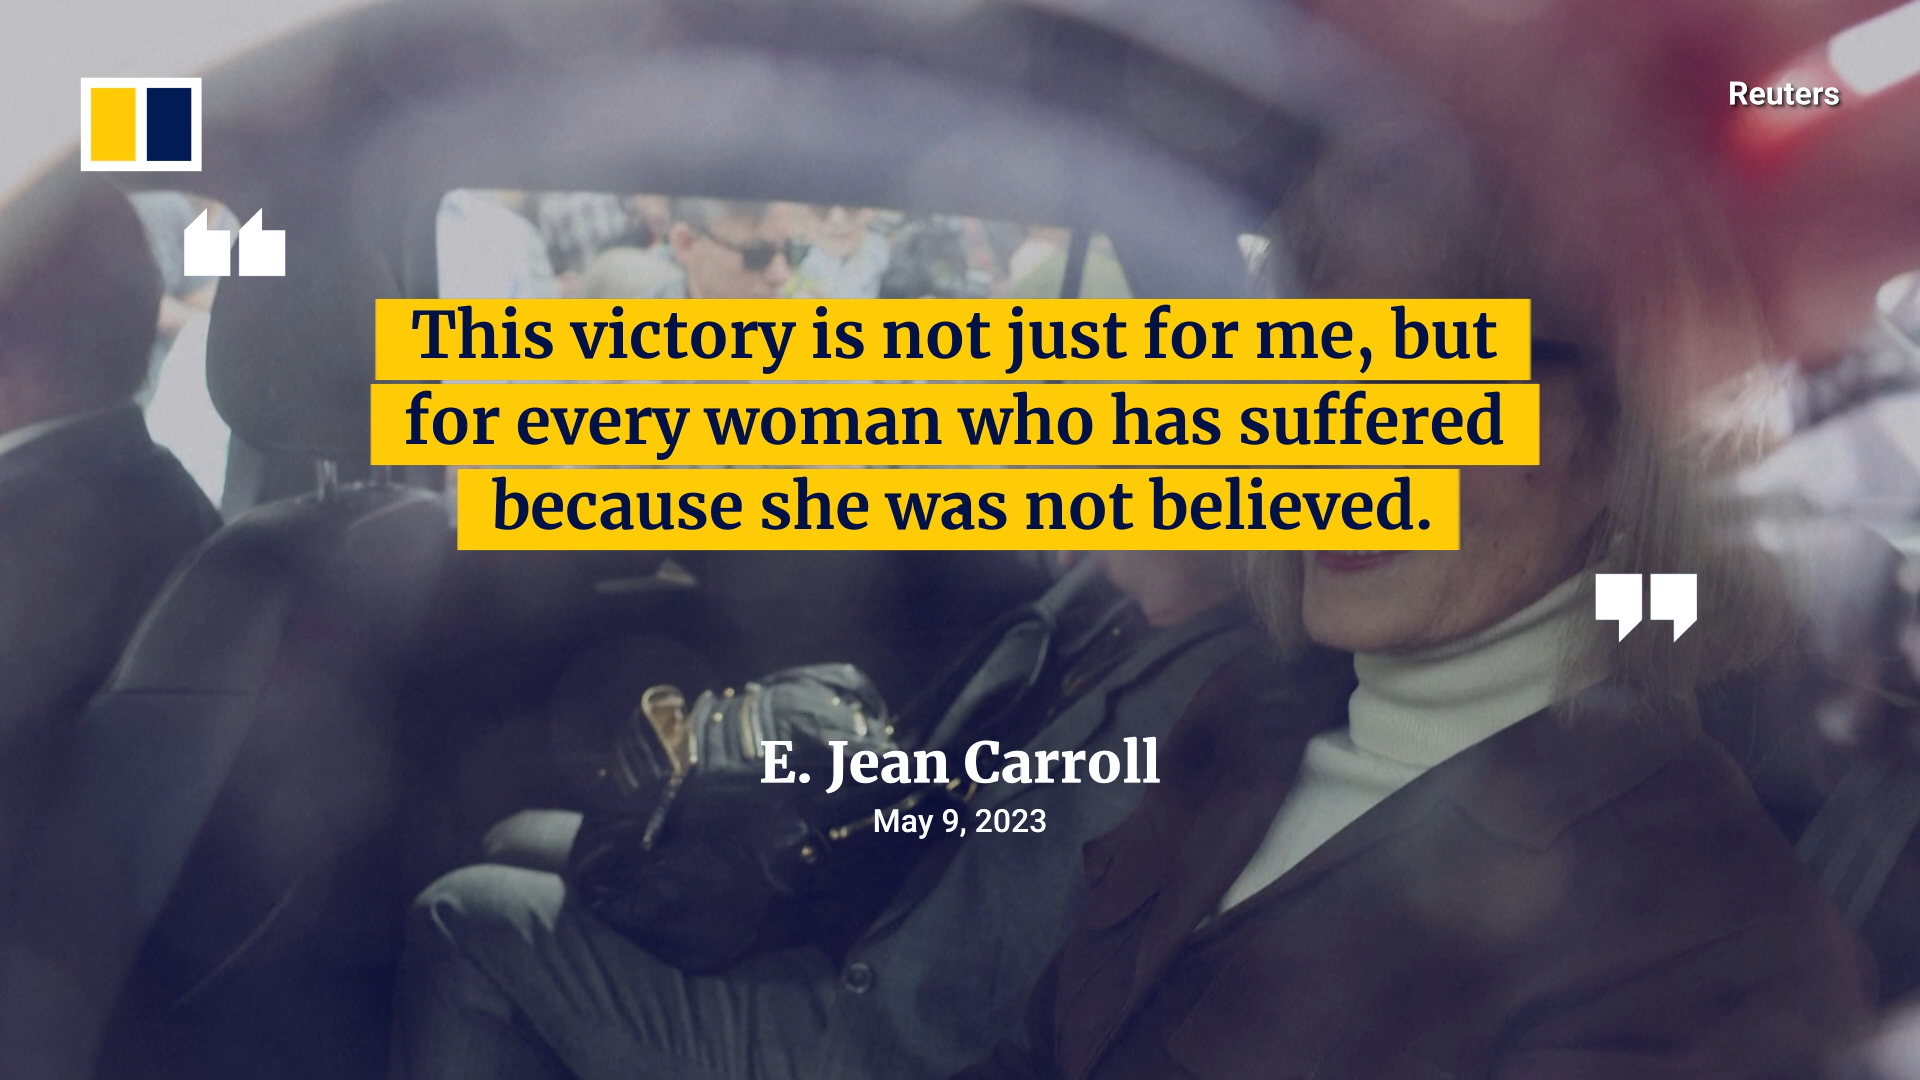 Reuters
This victory is not just for me, but
for every woman who has suffered
because she was not believed.
E. Jean Carroll
May 9, 2023